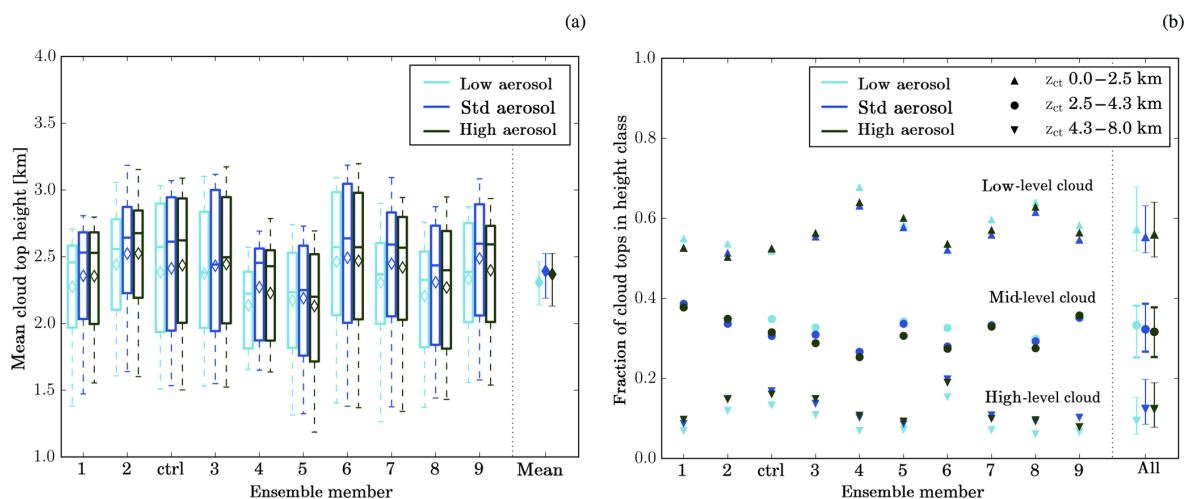 (a)
4.0
3.5
3.0
2.5
2.0
1.5
1.0
Mean cloud top height [km]
Low aerosol
Std aerosol
High aerosol
1 2 ctrl 3 4 5 6 7 8 9 Mean
Ensemble member
(b)
1.0
0.8
0.6
0.4
0.2
0.0
Fraction of cloud tops in height class
Low aerosol zct 0.0−2.5 km
Std aerosol zct 2.5−4.3 km
High aerosol zct 4.3−8.0 km
Low-level cloud
Mid-level cloud
High-level cloud
1 2 ctrl 3 4 5 6 7 8 9 All
Ensemble member